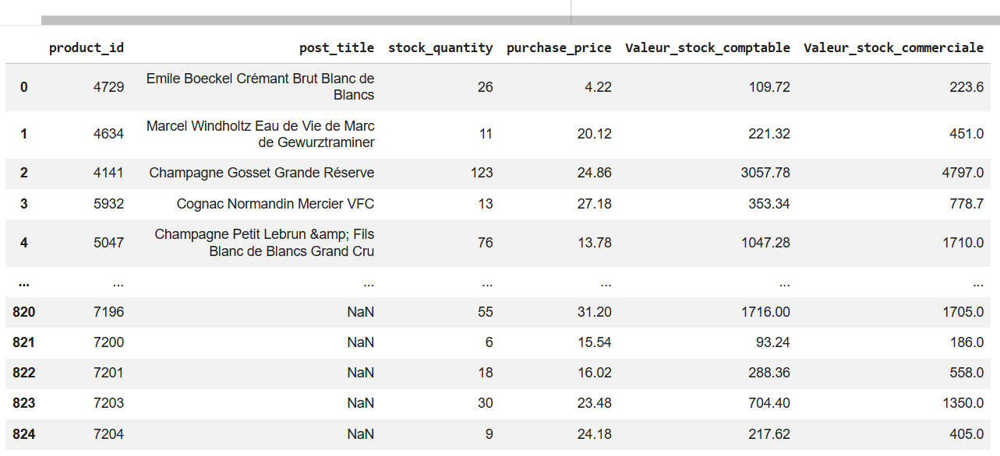 product_id post_title stock_quantity purchase_price Valeur_stock_comptable Valeur_stock_commerciale
0 4729 Emile Boeckel Crémant Brut Blanc de
Blancs 26 4.22 109.72 223.6
1 4634 Marcel Windholtz Eau de Vie de Marc
de Gewurztraminer 11 20.12 221.32 451.0
2 4141 Champagne Gosset Grande Réserve 123 24.86 3057.78 4797.0
3 5932 Cognac Normandin Mercier VFC 13 27.18 353.34 778.7
4 5047 Champagne Petit Lebrun &amp; Fils
Blanc de Blancs Grand Cru 76 13.78 1047.28 1710.0
... ... ... ... ... ... ...
820 7196 NaN 55 31.20 1716.00 1705.0
821 7200 NaN 6 15.54 93.24 186.0
822 7201 NaN 18 16.02 288.36 558.0
823 7203 NaN 30 23.48 704.40 1350.0
824 7204 NaN 9 24.18 217.62 405.0